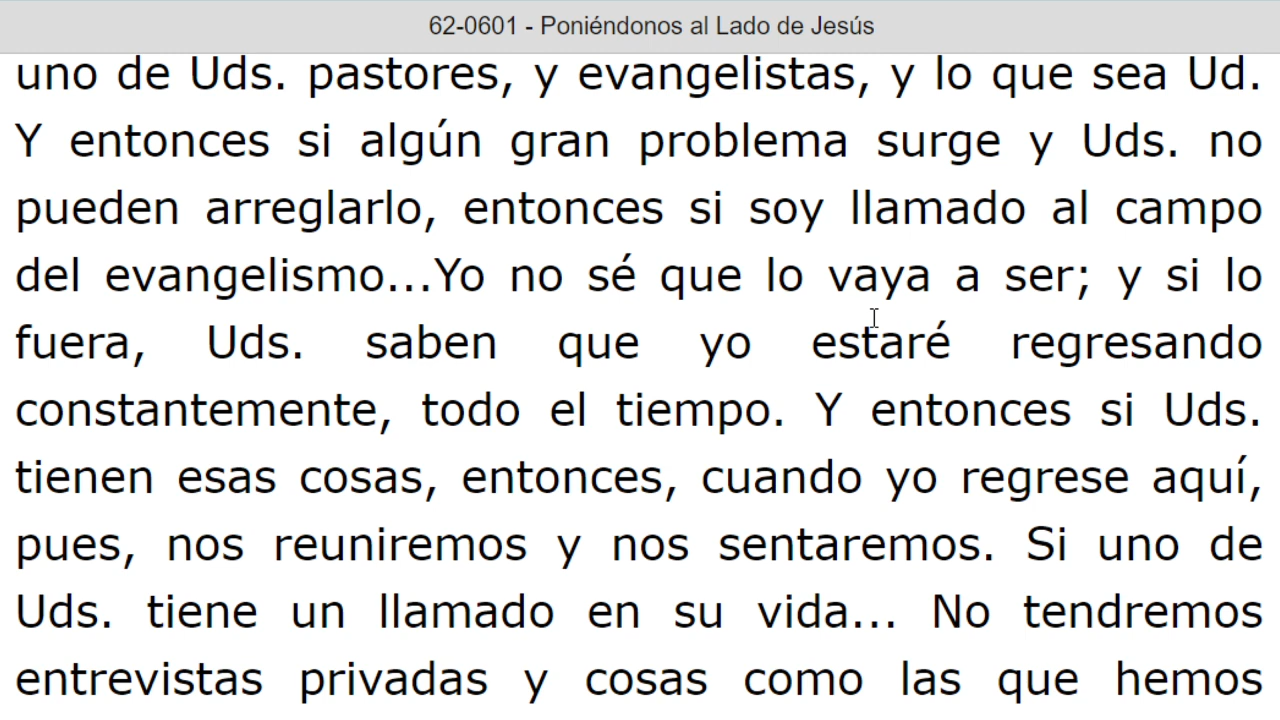 62-0601 - Poniéndonos al Lado de Jesús
uno de Uds. pastores, y evangelistas, y lo que sea Ud.
Y entonces si algún gran problema surge y Uds. no
pueden arreglarlo, entonces si soy llamado al campo
del evangelismo...Yo no sé que lo vaya a ser; y si lo
fuera, Uds. saben que yo estaré regresando
constantemente, todo el tiempo. Y entonces si Uds.
tienen esas cosas, entonces, cuando yo regrese aquí,
pues, nos reuniremos y nos sentaremos. Si uno de
Uds. tiene un llamado en su vida... No tendremos
entrevistas privadas y cosas como las que hemos